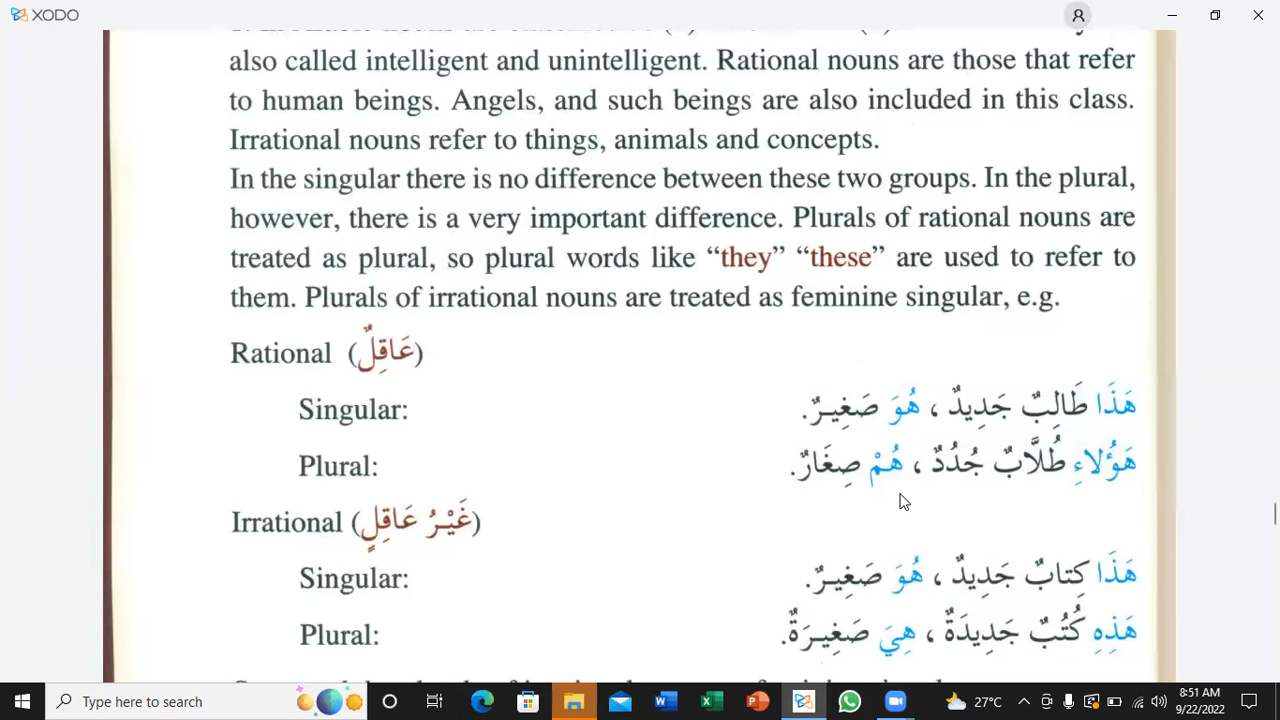 XODO
also called intelligent and unintelligent. Rational nouns are those that refer
to human beings. Angels, and such beings are also included in this class.
Irrational nouns refer to things, animals and concepts.
In the singular there is no difference between these two groups. In the plural,
however, there is a very important difference. Plurals of rational nouns are
treated as plural, so plural words like “they” “these” are used to refer to
them. Plurals of irrational nouns are treated as feminine singular, e.g.
Rational (عَاقِلٌ)
Singular: هَذَا طَالِبٌ جَدِيدٌ ، هُوَ صَغِيرٌ.
Plural: هَؤُلاءِ طُلَّابٌ جُدُدٌ ، هُمْ صِغَارٌ.
Irrational (غَيْرُ عَاقِلٍ)
Singular: هَذَا كِتابٌ جَدِيدٌ ، هُوَ صَغِيرٌ.
Plural: هَذِهِ كُتُبٌ جَدِيدَةٌ ، هِيَ صَغِيرَةٌ.
Type here to search
27°C
8:51 AM
9/22/2022